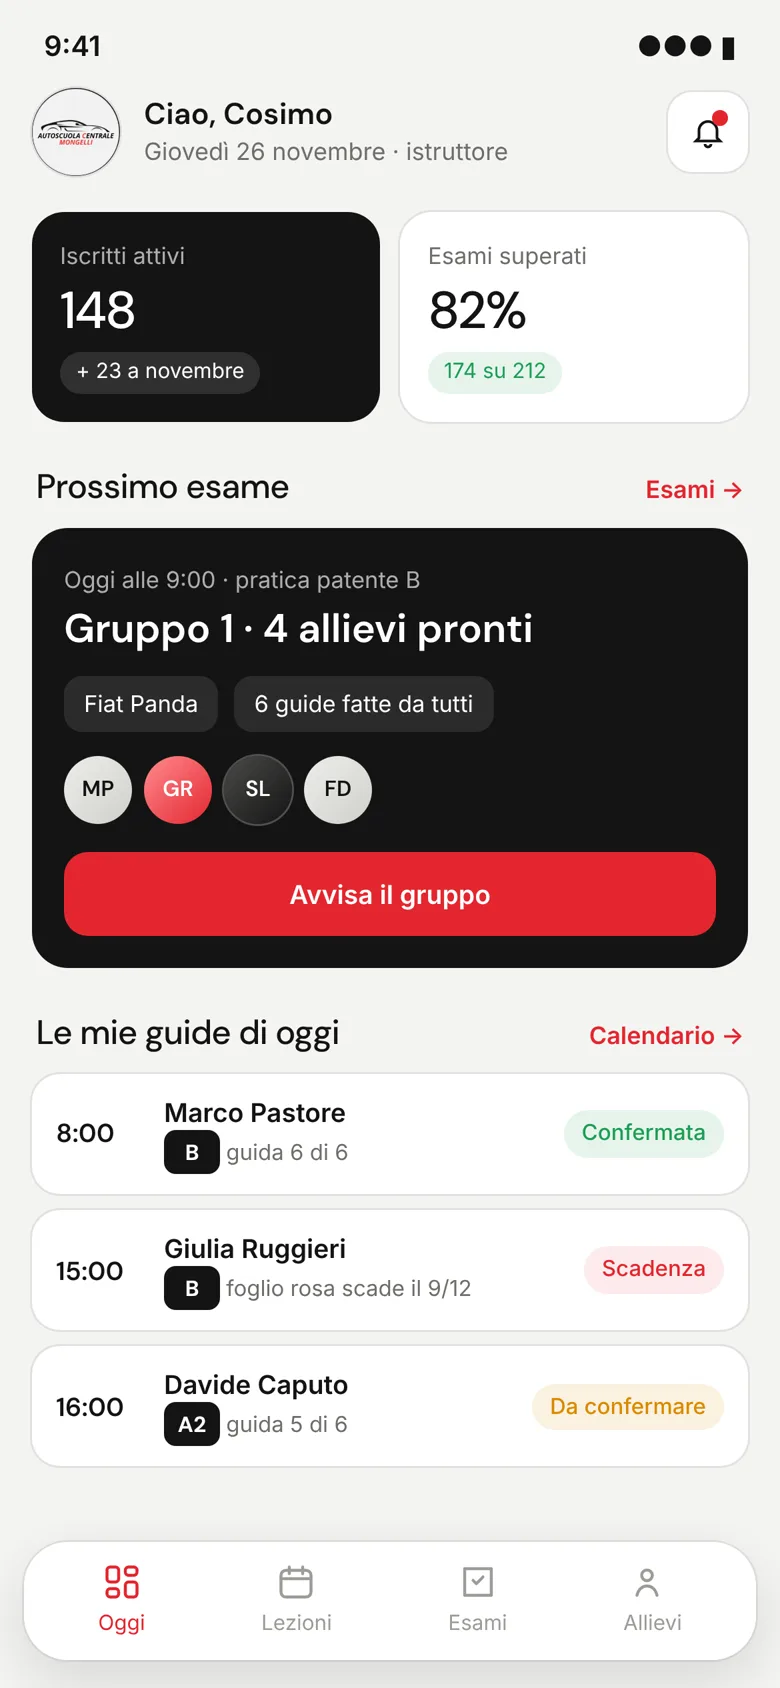 9:41
AUTOSCUOLA CENTRALE
MONGELLI
Ciao, Cosimo
Giovedì 26 novembre · istruttore
Iscritti attivi
148
+ 23 a novembre
Esami superati
82%
174 su 212
Prossimo esame
Esami →
Oggi alle 9:00 · pratica patente B
Gruppo 1 · 4 allievi pronti
Fiat Panda
6 guide fatte da tutti
MP
GR
SL
FD
Avvisa il gruppo
Le mie guide di oggi
Calendario →
8:00
Marco Pastore
B guida 6 di 6
Confermata
15:00
Giulia Ruggieri
B foglio rosa scade il 9/12
Scadenza
16:00
Davide Caputo
A2 guida 5 di 6
Da confermare
Oggi
Lezioni
Esami
Allievi